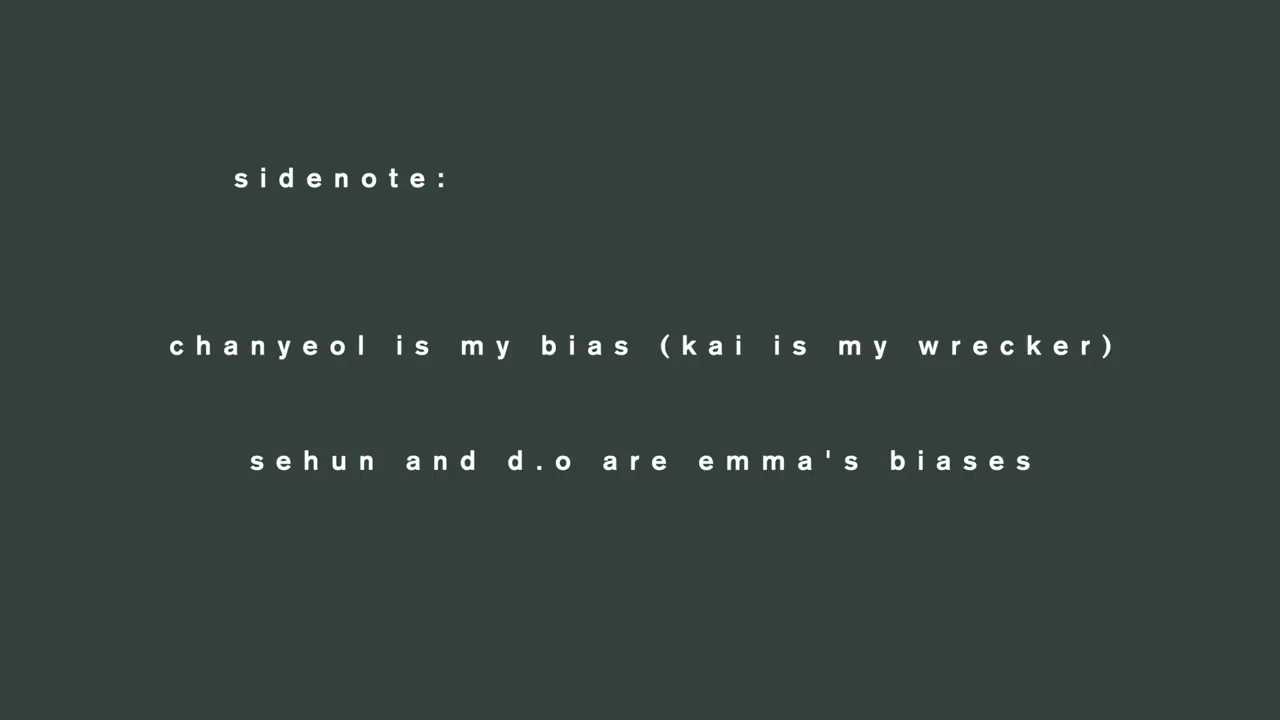 sidenote:
chanyeol is my bias (kai is my wrecker)
sehun and d.o are emma's biases